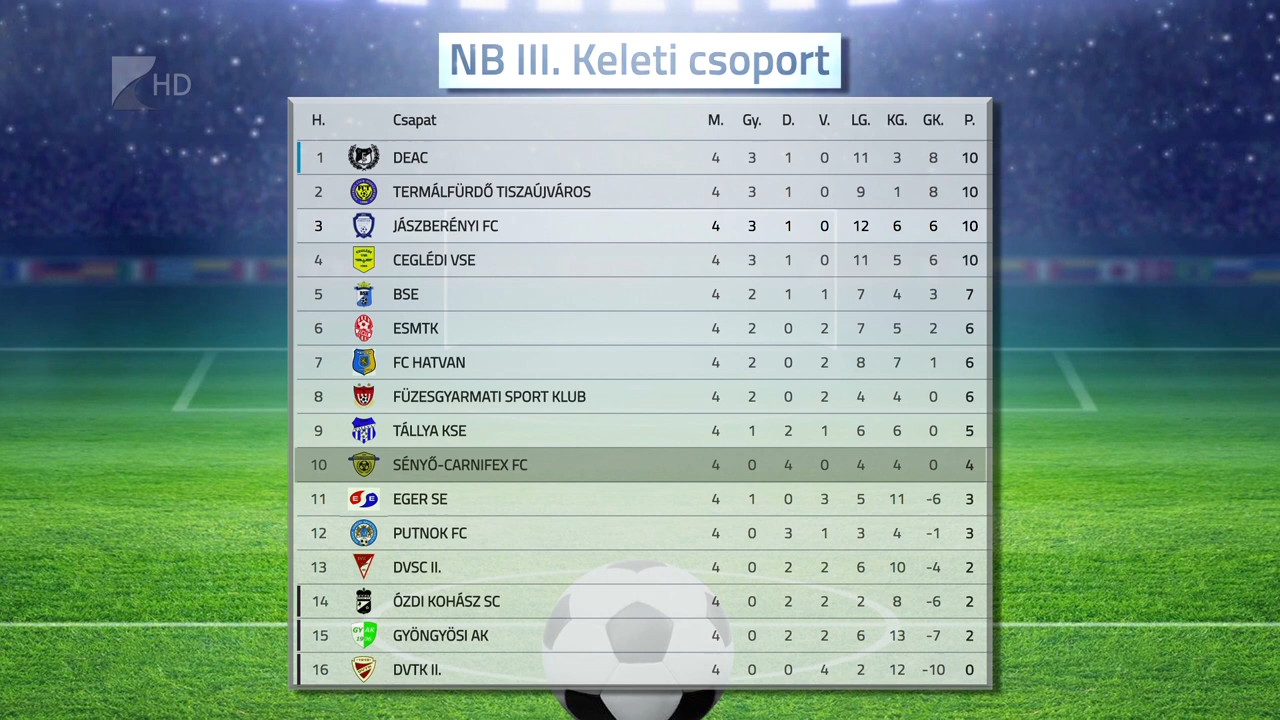 NB III. Keleti csoport
HD
H. Csapat M. Gy. D. V. LG. KG. GK. P.
1 DEAC 4 3 1 0 11 3 8 10
2 TERMÁLFÜRDŐ TISZAÚJVÁROS 4 3 1 0 9 1 8 10
3 JÁSZBERÉNYI FC 4 3 1 0 12 6 6 10
4 CEGLÉDI VSE 4 3 1 0 11 5 6 10
5 BSE 4 2 1 1 7 4 3 7
6 ESMTK 4 2 0 2 7 5 2 6
7 FC HATVAN 4 2 0 2 8 7 1 6
8 FÜZESGYARMATI SPORT KLUB 4 2 0 2 4 4 0 6
9 TÁLLYA KSE 4 1 2 1 6 6 0 5
10 SÉNYŐ-CARNIFEX FC 4 0 4 0 4 4 0 4
11 EGER SE 4 1 0 3 5 11 -6 3
12 PUTNOK FC 4 0 3 1 3 4 -1 3
13 DVSC II. 4 0 2 2 6 10 -4 2
14 ÓZDI KOHÁSZ SC 4 0 2 2 2 8 -6 2
15 GYÖNGYÖSI AK 4 0 2 2 6 13 -7 2
16 DVTK II. 4 0 0 4 2 12 -10 0